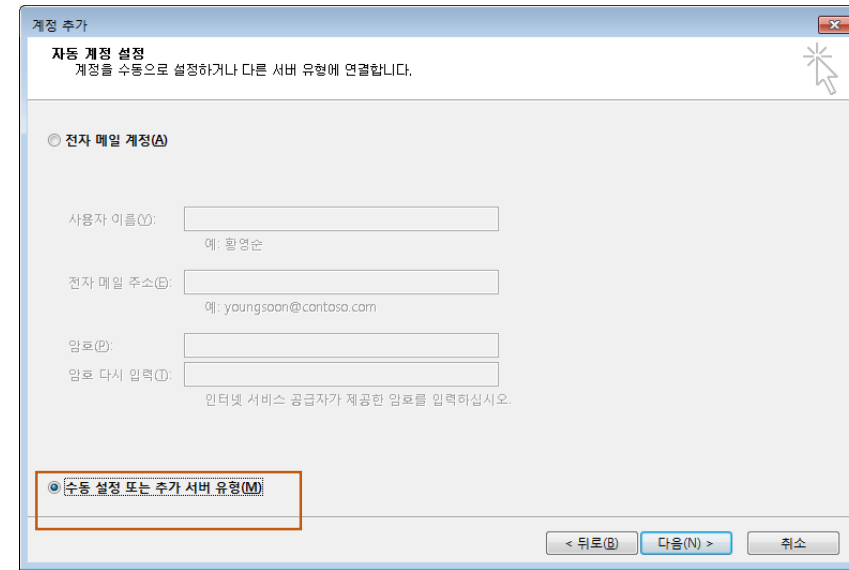 계정 추가
자동 계정 설정
계정을 수동으로 설정하거나 다른 서버 유형에 연결합니다.
전자 메일 계정(A)
사용자 이름(Y):
예: 황영순
전자 메일 주소(E):
예: youngsoon@contoso.com
암호(P):
암호 다시 입력(T):
인터넷 서비스 공급자가 제공한 암호를 입력하십시오.
수동 설정 또는 추가 서버 유형(M)
< 뒤로(B) 다음(N) > 취소